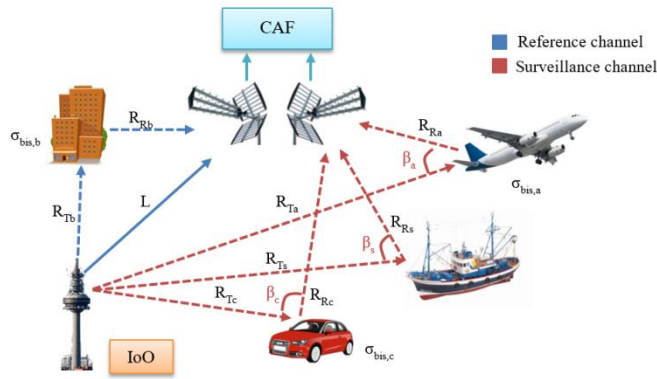 CAF
Reference channel
Surveillance channel
R_Rb
R_Ra
σ_bis,b
β_a
σ_bis,a
L
R_Tb
R_Ta
R_Rs
β_s
R_Ts
R_Tc
β_c
R_Rc
IoO
σ_bis,c